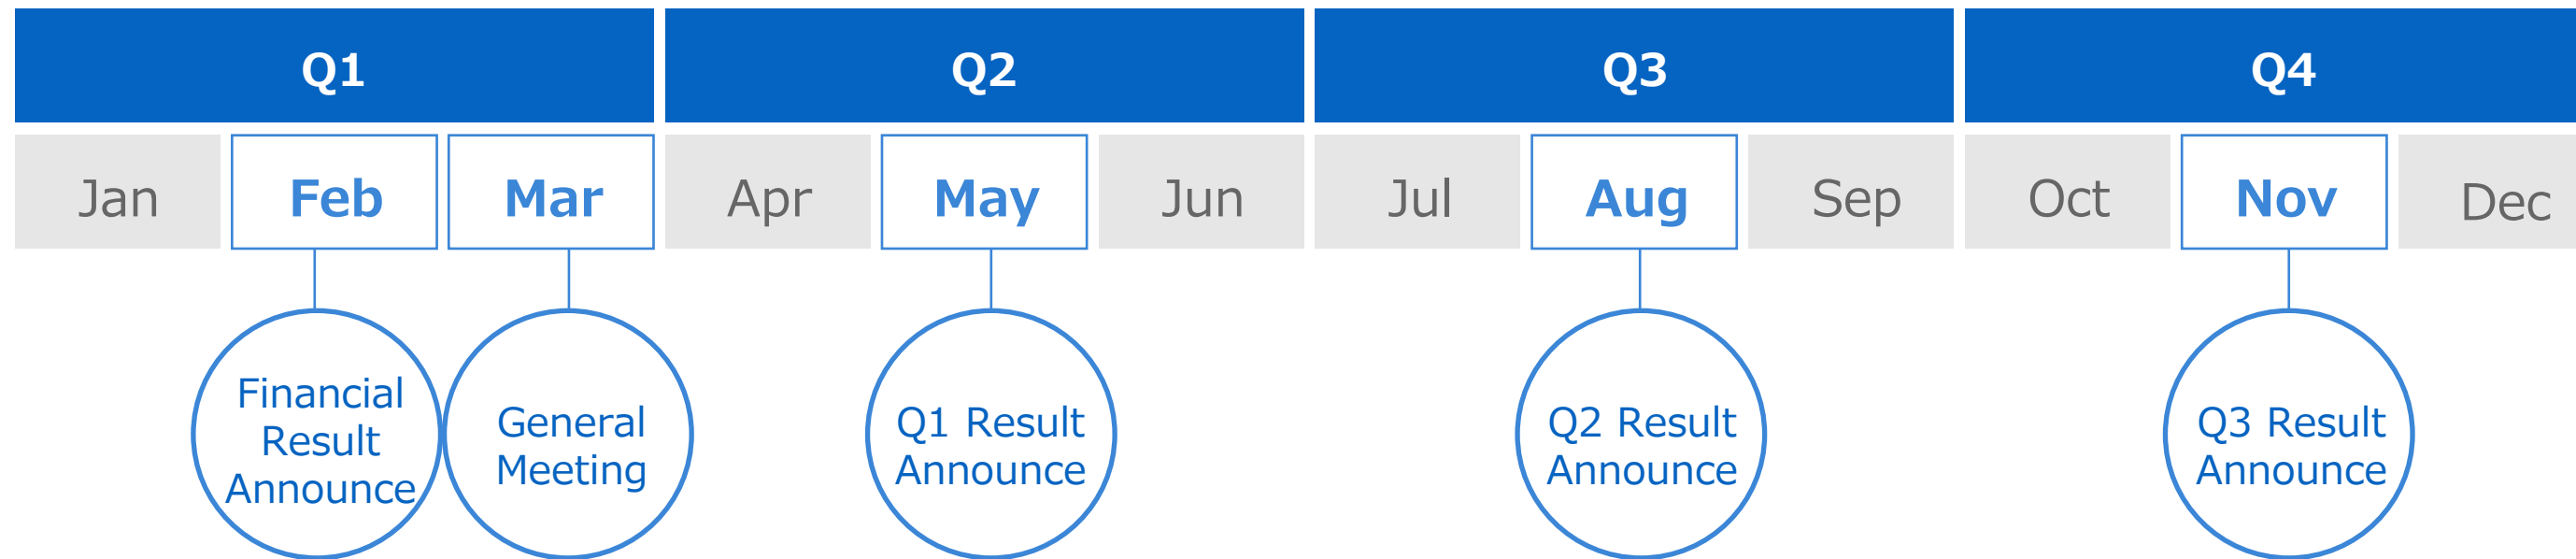 Q1 Q2 Q3 Q4
Jan Feb Mar Apr May Jun Jul Aug Sep Oct Nov Dec
Financial
Result
Announce
General
Meeting
Q1 Result
Announce
Q2 Result
Announce
Q3 Result
Announce